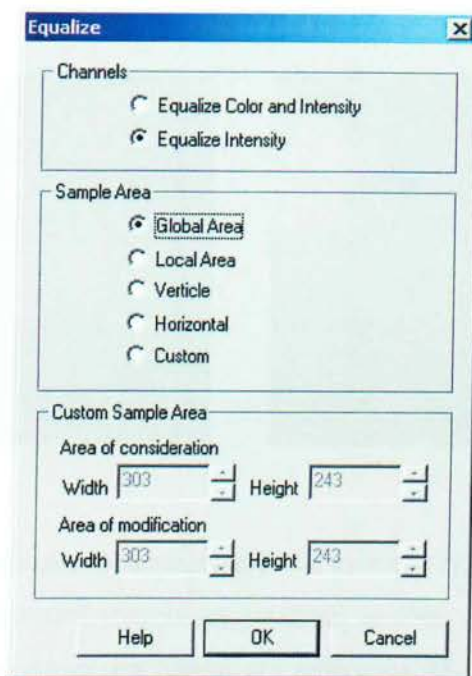 Equalize
Channels
Equalize Color and Intensity
Equalize Intensity
Sample Area
Global Area
Local Area
Verticle
Horizontal
Custom
Custom Sample Area
Area of consideration
Width 303 Height 243
Area of modification
Width 303 Height 243
Help OK Cancel